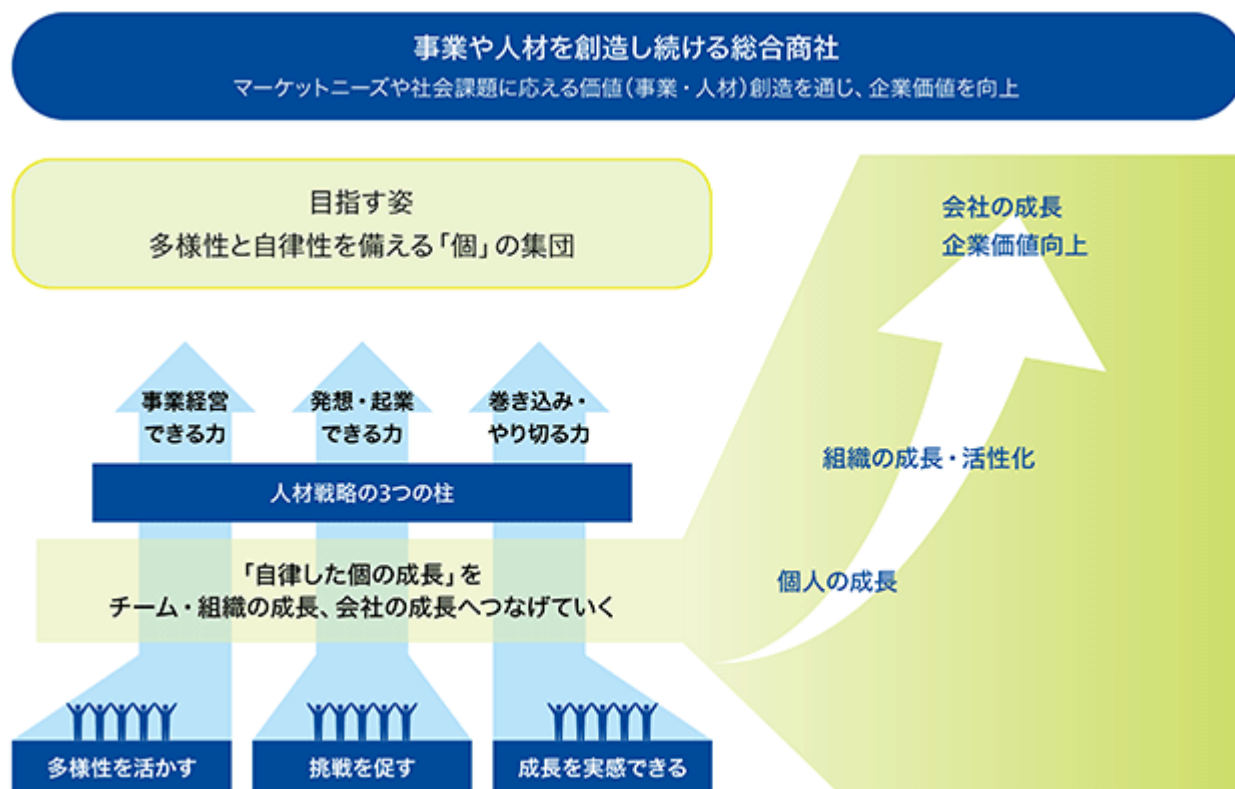 事業や人材を創造し続ける総合商社
マーケットニーズや社会課題に応える価値(事業・人材)創造を通じ、企業価値を向上
目指す姿
多様性と自律性を備える「個」の集団
事業経営
できる力
発想・起業
できる力
巻き込み・
やり切る力
人材戦略の3つの柱
「自律した個の成長」を
チーム・組織の成長、会社の成長へつなげていく
多様性を活かす
挑戦を促す
成長を実感できる
会社の成長
企業価値向上
組織の成長・活性化
個人の成長